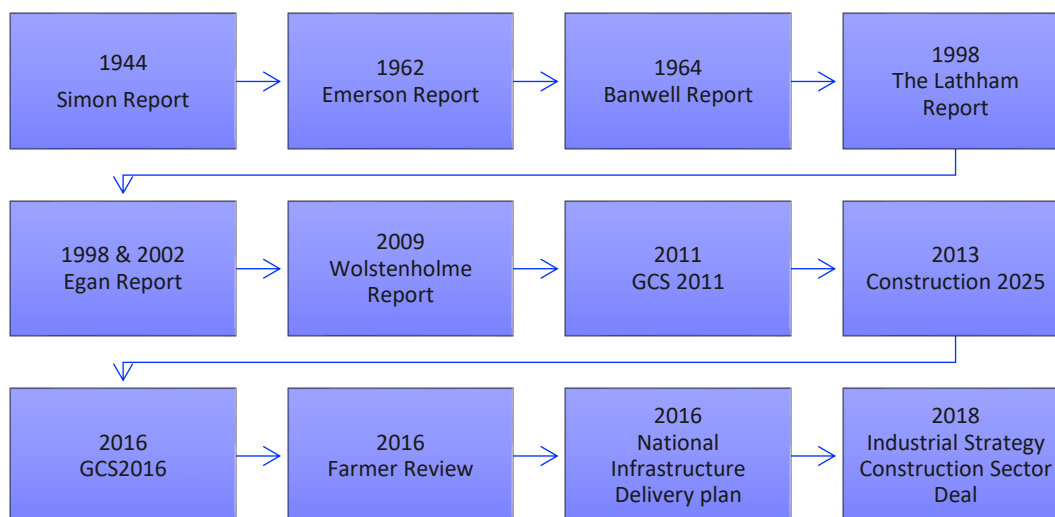 1944
Simon Report
1962
Emerson Report
1964
Banwell Report
1998
The Lathham
Report
1998 & 2002
Egan Report
2009
Wolstenholme
Report
2011
GCS 2011
2013
Construction 2025
2016
GCS2016
2016
Farmer Review
2016
National
Infrastructure
Delivery plan
2018
Industrial Strategy
Construction Sector
Deal